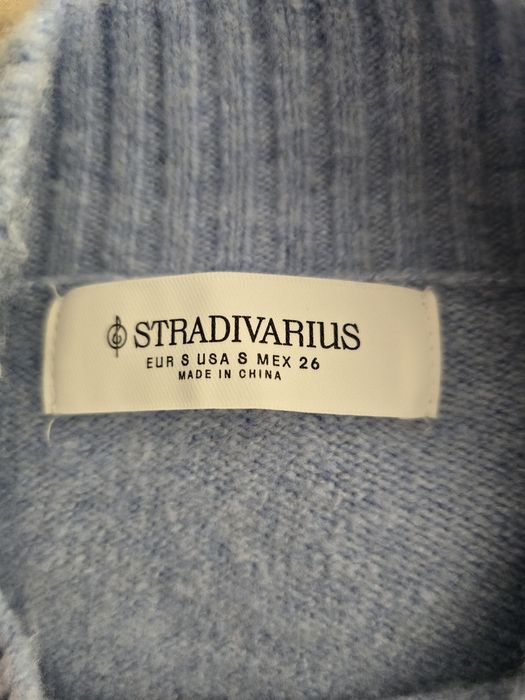 STRADIVARIUS
EUR S USA S MEX 26
MADE IN CHINA